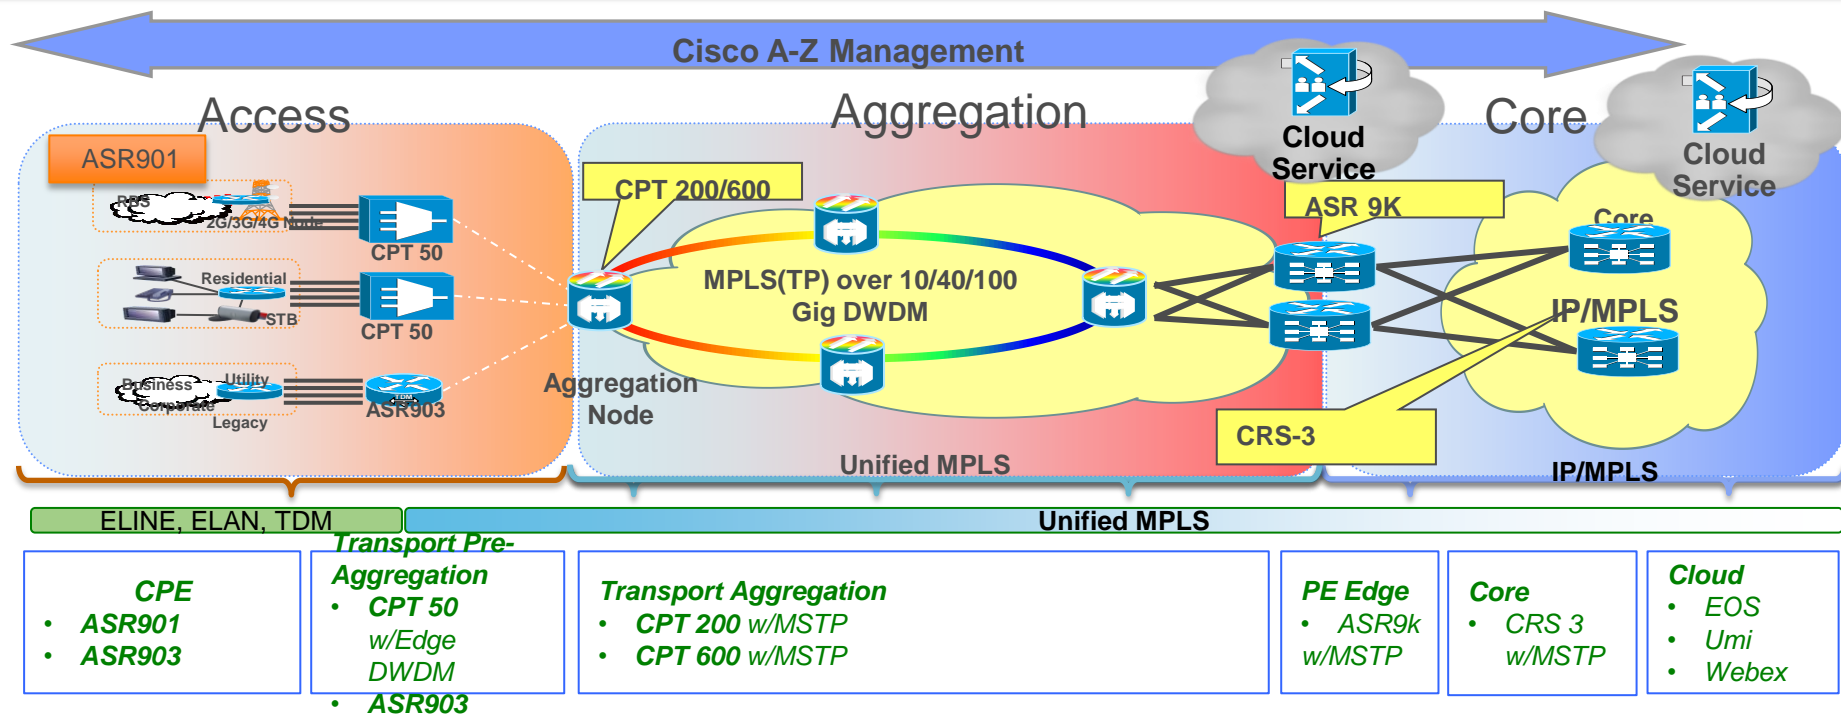 Cisco A-Z Management
Access
Aggregation
Core
Cloud
Service
Cloud
Service
ASR901
RBS
2G/3G/4G Node
CPT 50
Residential
STB
CPT 50
Business
Utility
Corporate
Legacy
ASR903
TDM
CPT 200/600
MPLS(TP) over 10/40/100
Gig DWDM
Aggregation
Node
Unified MPLS
ASR 9K
Core
IP/MPLS
CRS-3
IP/MPLS
ELINE, ELAN, TDM
Unified MPLS
CPE
• ASR901
• ASR903
Transport Pre-
Aggregation
• CPT 50
w/Edge
DWDM
• ASR903
Transport Aggregation
• CPT 200 w/MSTP
• CPT 600 w/MSTP
PE Edge
• ASR9k
w/MSTP
Core
• CRS 3
w/MSTP
Cloud
• EOS
• Umi
• Webex